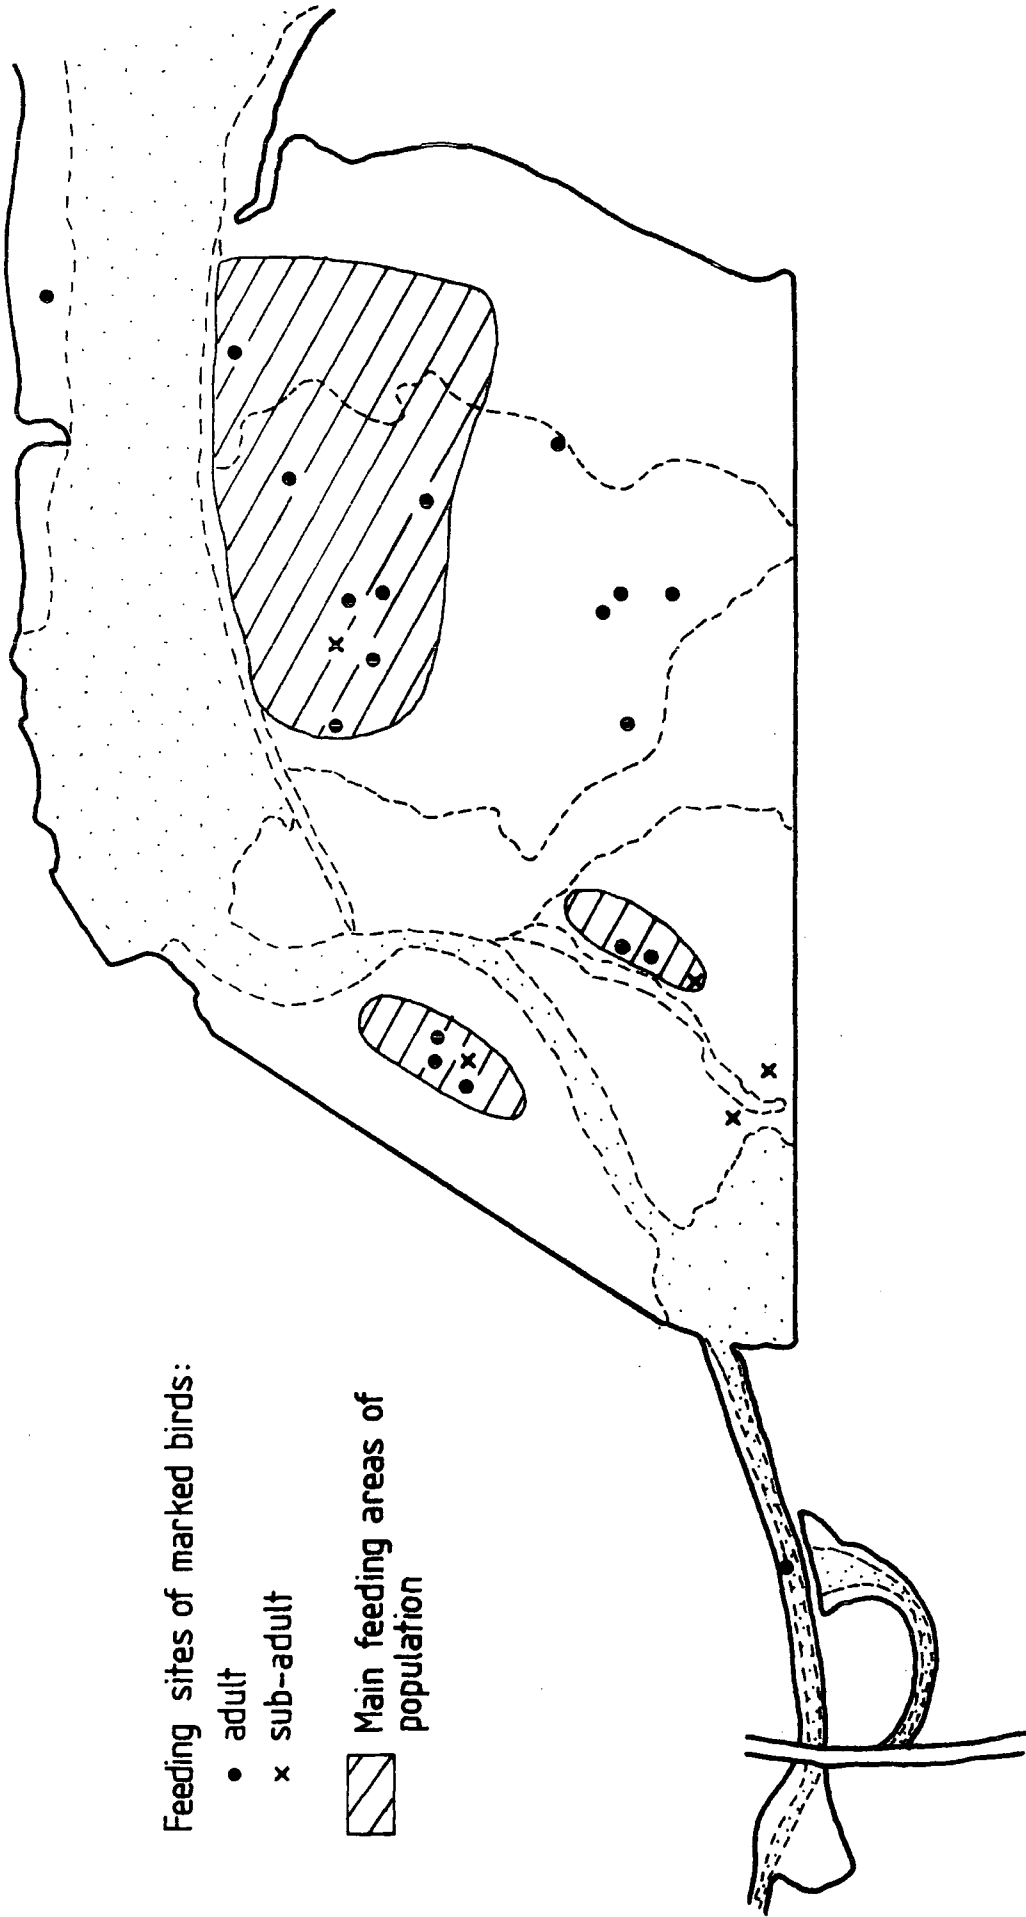 Feeding sites of marked birds:
adult
sub-adult
Main feeding areas of
population